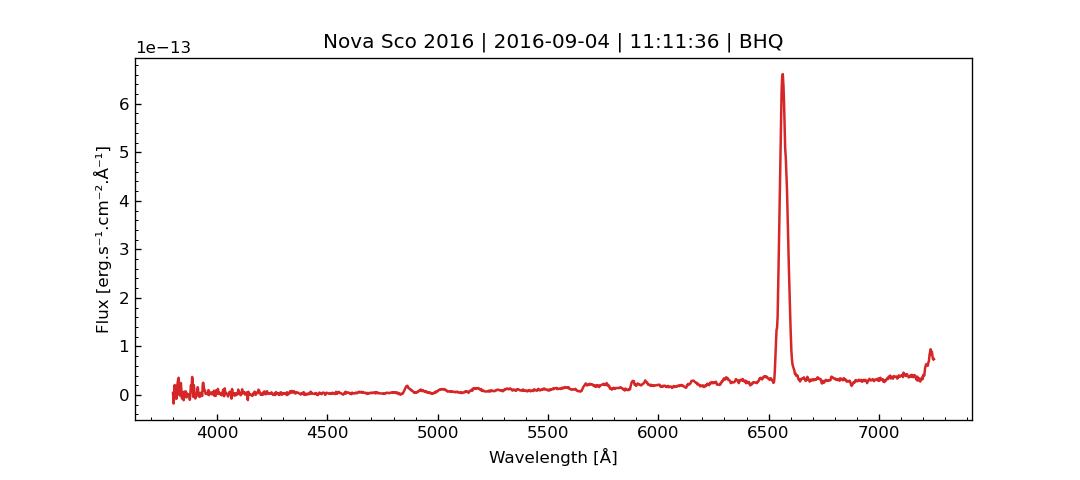 Nova Sco 2016 | 2016-09-04 | 11:11:36 | BHQ
1e−13
6
5
4
3
2
1
0
Flux [erg.s⁻¹.cm⁻².Å⁻¹]
4000 4500 5000 5500 6000 6500 7000
Wavelength [Å]